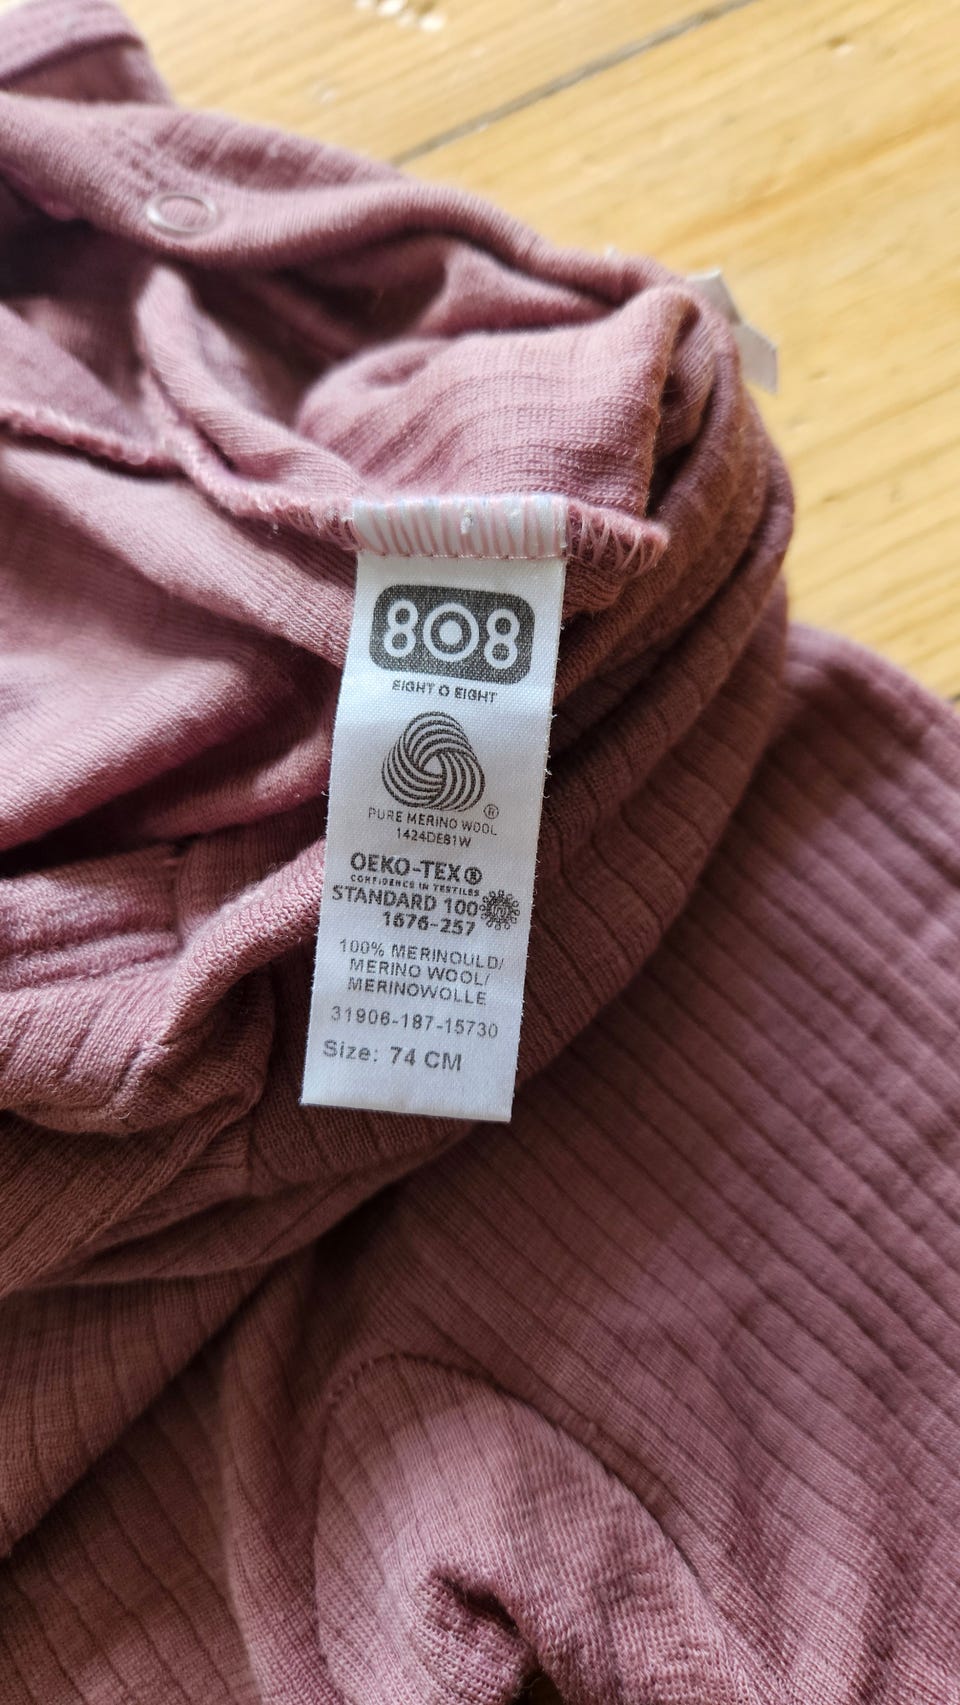 808
EIGHT O EIGHT
®
PURE MERINO WOOL
1424DE81W
OEKO-TEX®
CONFIDENCE IN TEXTILES
STANDARD 100
1676-257
100% MERINOULD/
MERINO WOOL/
MERINOWOLLE
31906-187-15730
Size: 74 CM